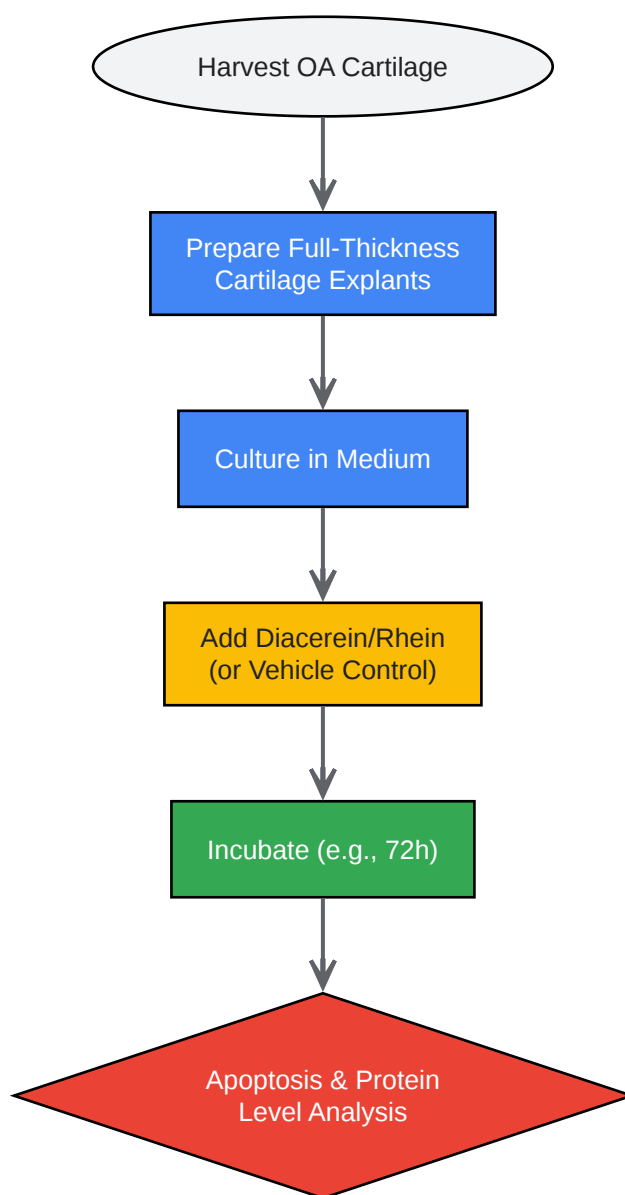 Harvest OA Cartilage
Prepare Full-Thickness
Cartilage Explants
Culture in Medium
Add Diacerein/Rhein
(or Vehicle Control)
Incubate (e.g., 72h)
Apoptosis & Protein
Level Analysis